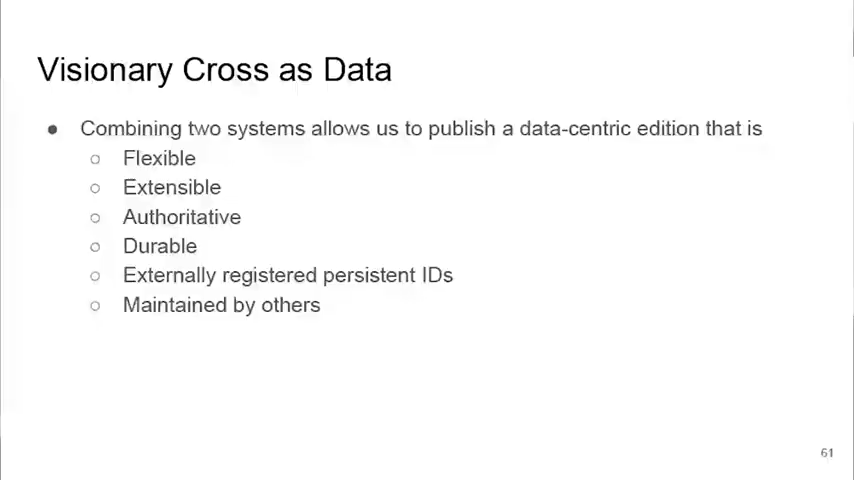 Visionary Cross as Data
● Combining two systems allows us to publish a data-centric edition that is
○ Flexible
○ Extensible
○ Authoritative
○ Durable
○ Externally registered persistent IDs
○ Maintained by others
61